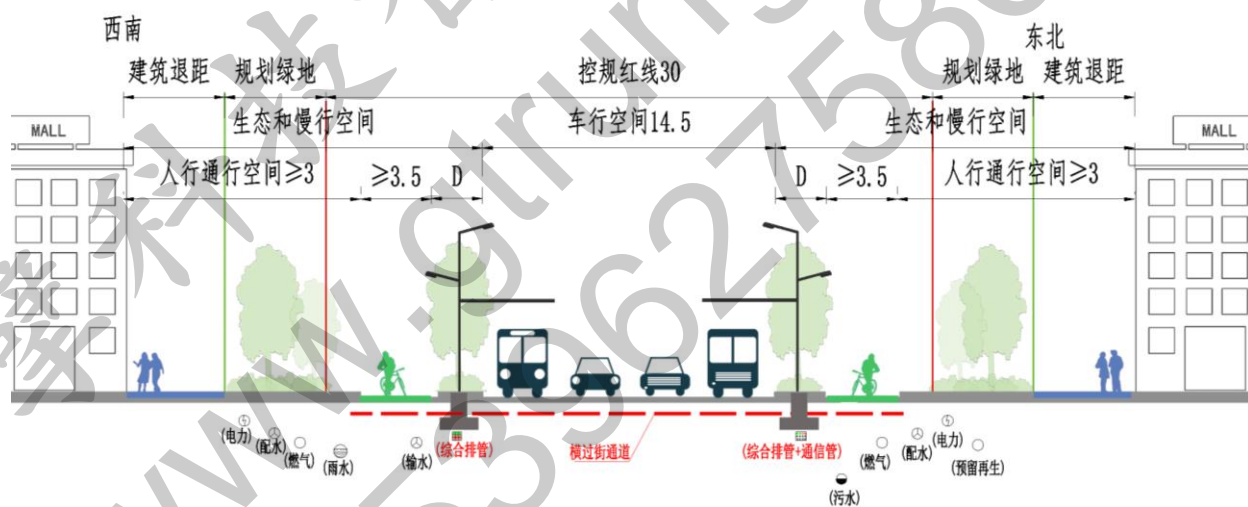 西南
东北
建筑退距
规划绿地
控规红线30
规划绿地
建筑退距
MALL
生态和慢行空间
车行空间14.5
生态和慢行空间
MALL
人行通行空间≥3
≥3.5
D
D
≥3.5
人行通行空间≥3
(电力)
(配水)
(燃气)
(雨水)
(输水)
(综合排管)
横过街通道
(综合排管+通信管)
(污水)
(燃气)
(配水)
(电力)
(预留再生)